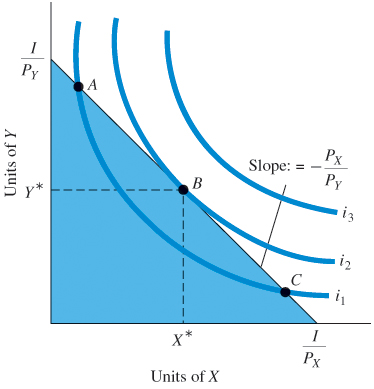 I
P_Y
A
Units of Y
Y*
B
Slope: = −P_X/P_Y
i_3
i_2
C
i_1
X*
I
P_X
Units of X